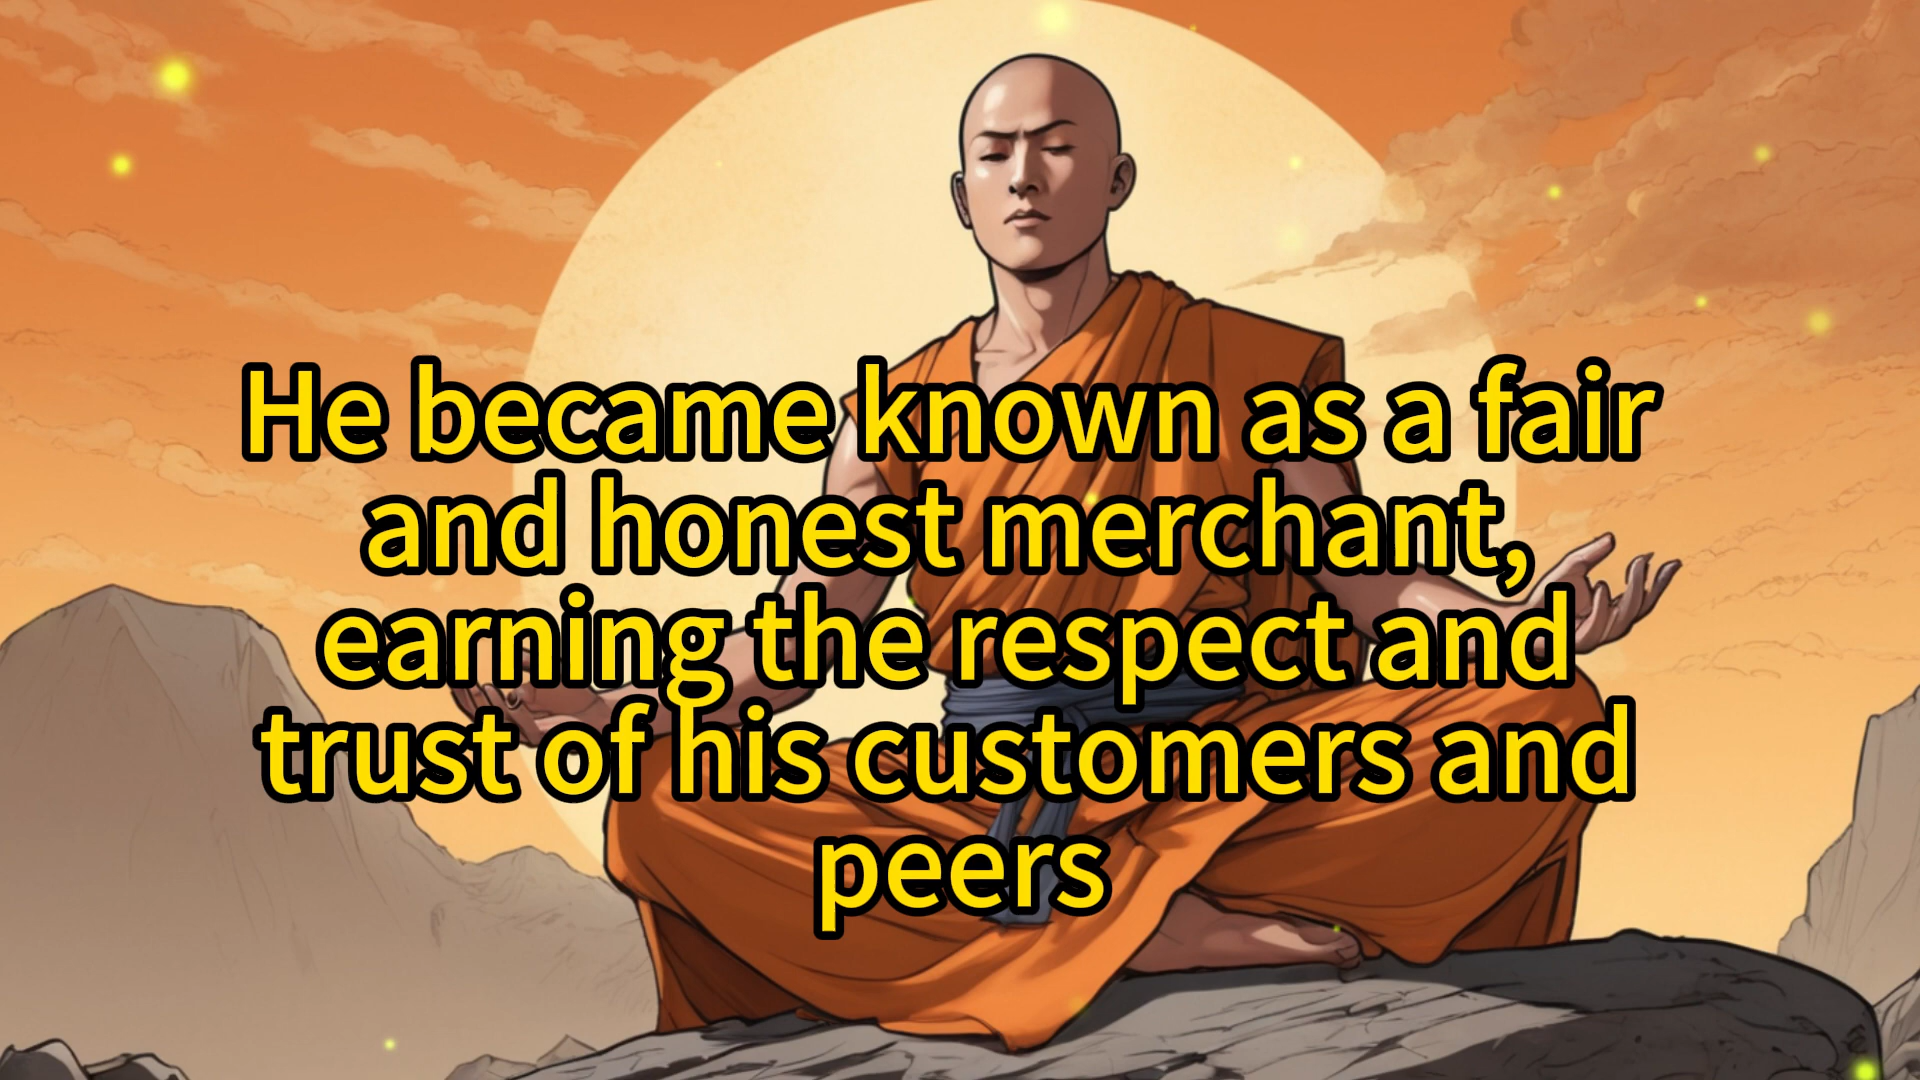 He became known as a fair
and honest merchant,
earning the respect and
trust of his customers and
peers